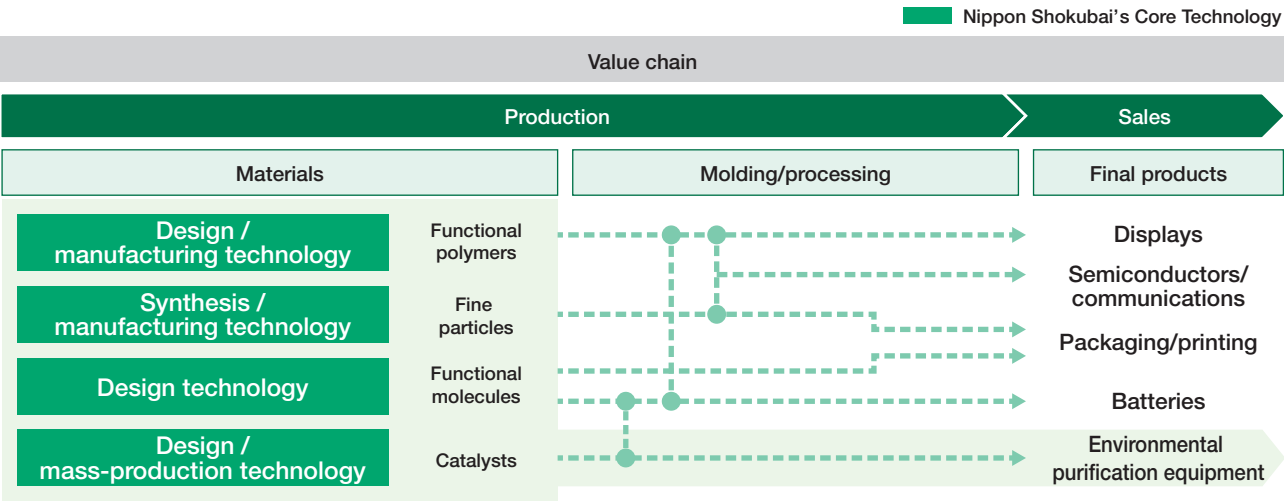 Nippon Shokubai's Core Technology
Value chain
Production
Sales
Materials
Molding/processing
Final products
Design /
manufacturing technology
Functional
polymers
Displays
Semiconductors/
communications
Synthesis /
manufacturing technology
Fine
particles
Packaging/printing
Design technology
Functional
molecules
Batteries
Design /
mass-production technology
Catalysts
Environmental
purification equipment